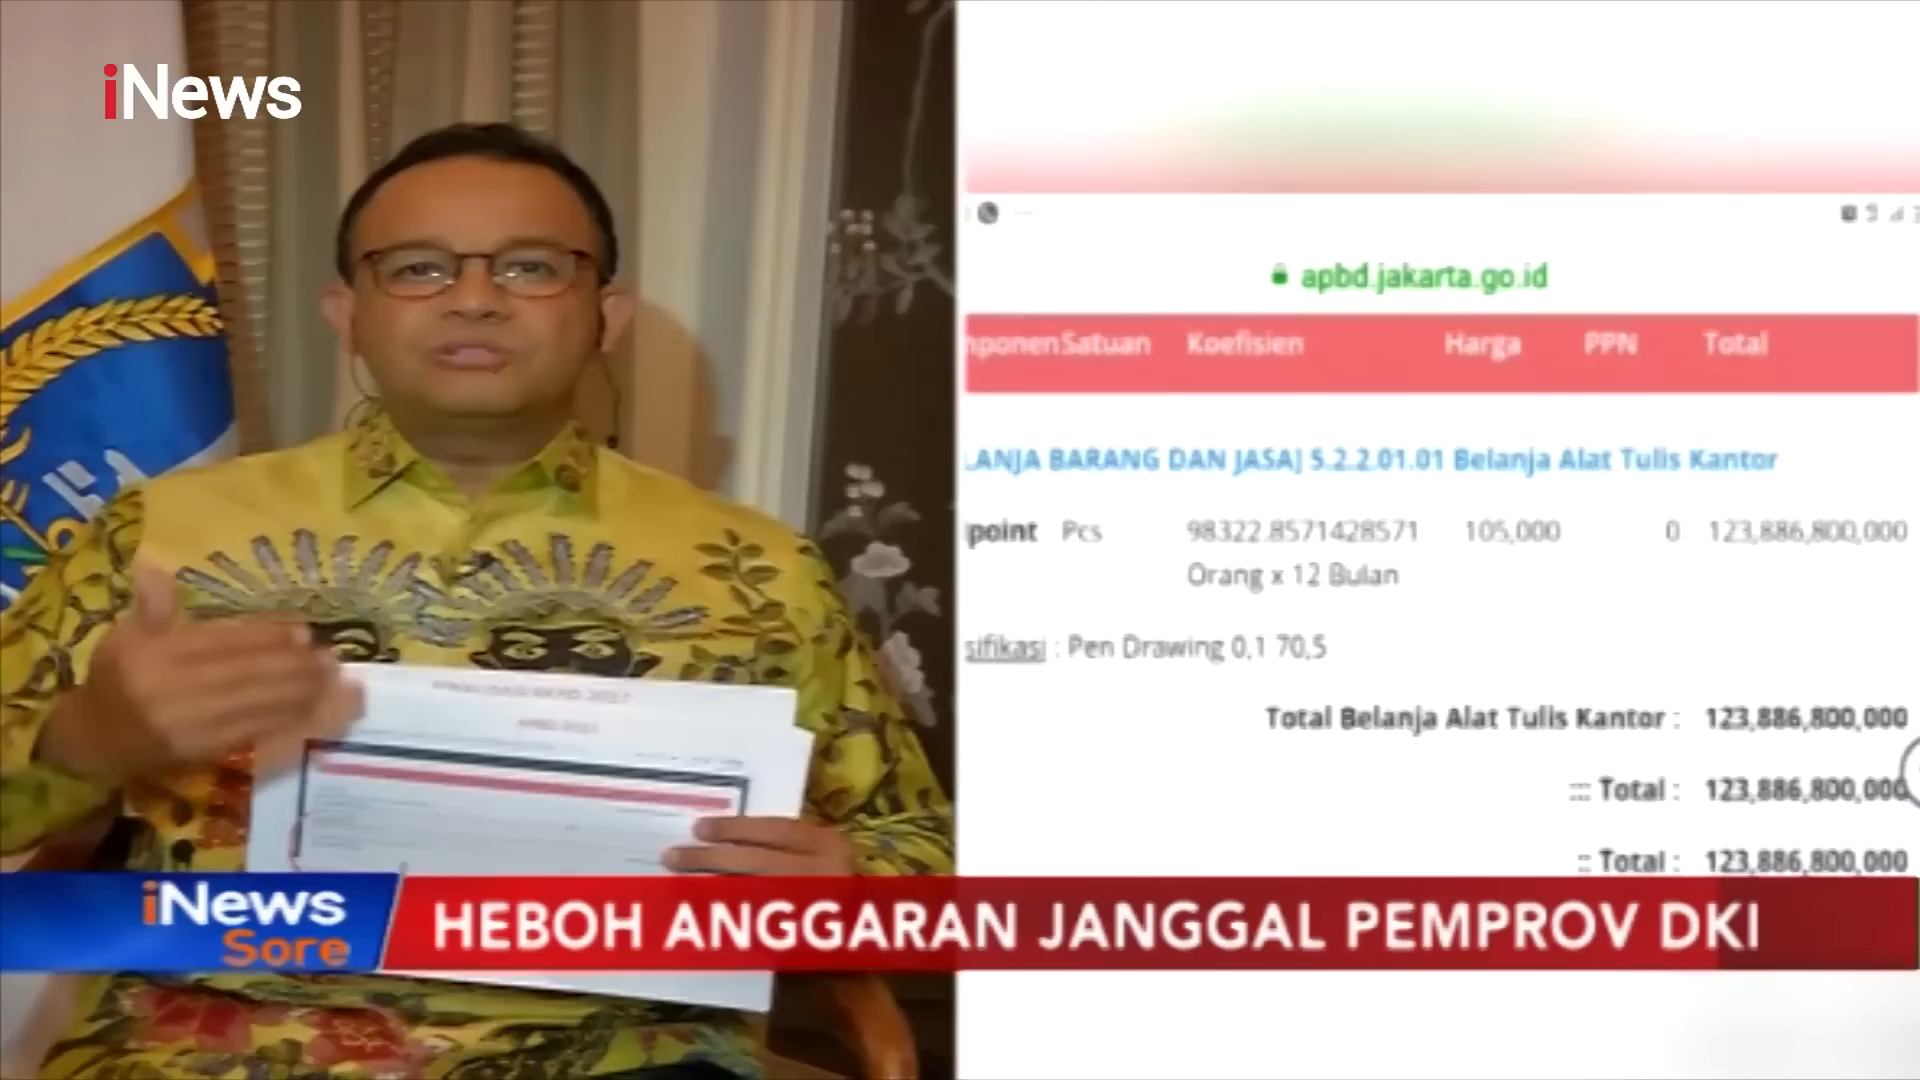 iNews
apbd.jakarta.go.id
Satuan Koefisien Harga PPN Total
LANJA BARANG DAN JASA| 5.2.2.01.01 Belanja Alat Tulis Kantor
point Pcs 98322.8571428571 105,000 0 123,886,800,000
Orang x 12 Bulan
sifikasi : Pen Drawing 0,1 70,5
Total Belanja Alat Tulis Kantor : 123,886,800,000
::: Total : 123,886,800,000
:: Total : 123,886,800,000
iNews
Sore
HEBOH ANGGARAN JANGGAL PEMPROV DKI